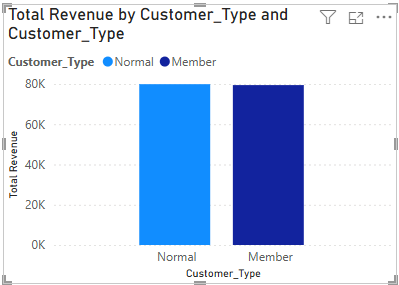 Total Revenue by Customer_Type and
Customer_Type
Customer_Type Normal Member
80K
60K
40K
20K
0K
Total Revenue
Normal Member
Customer_Type